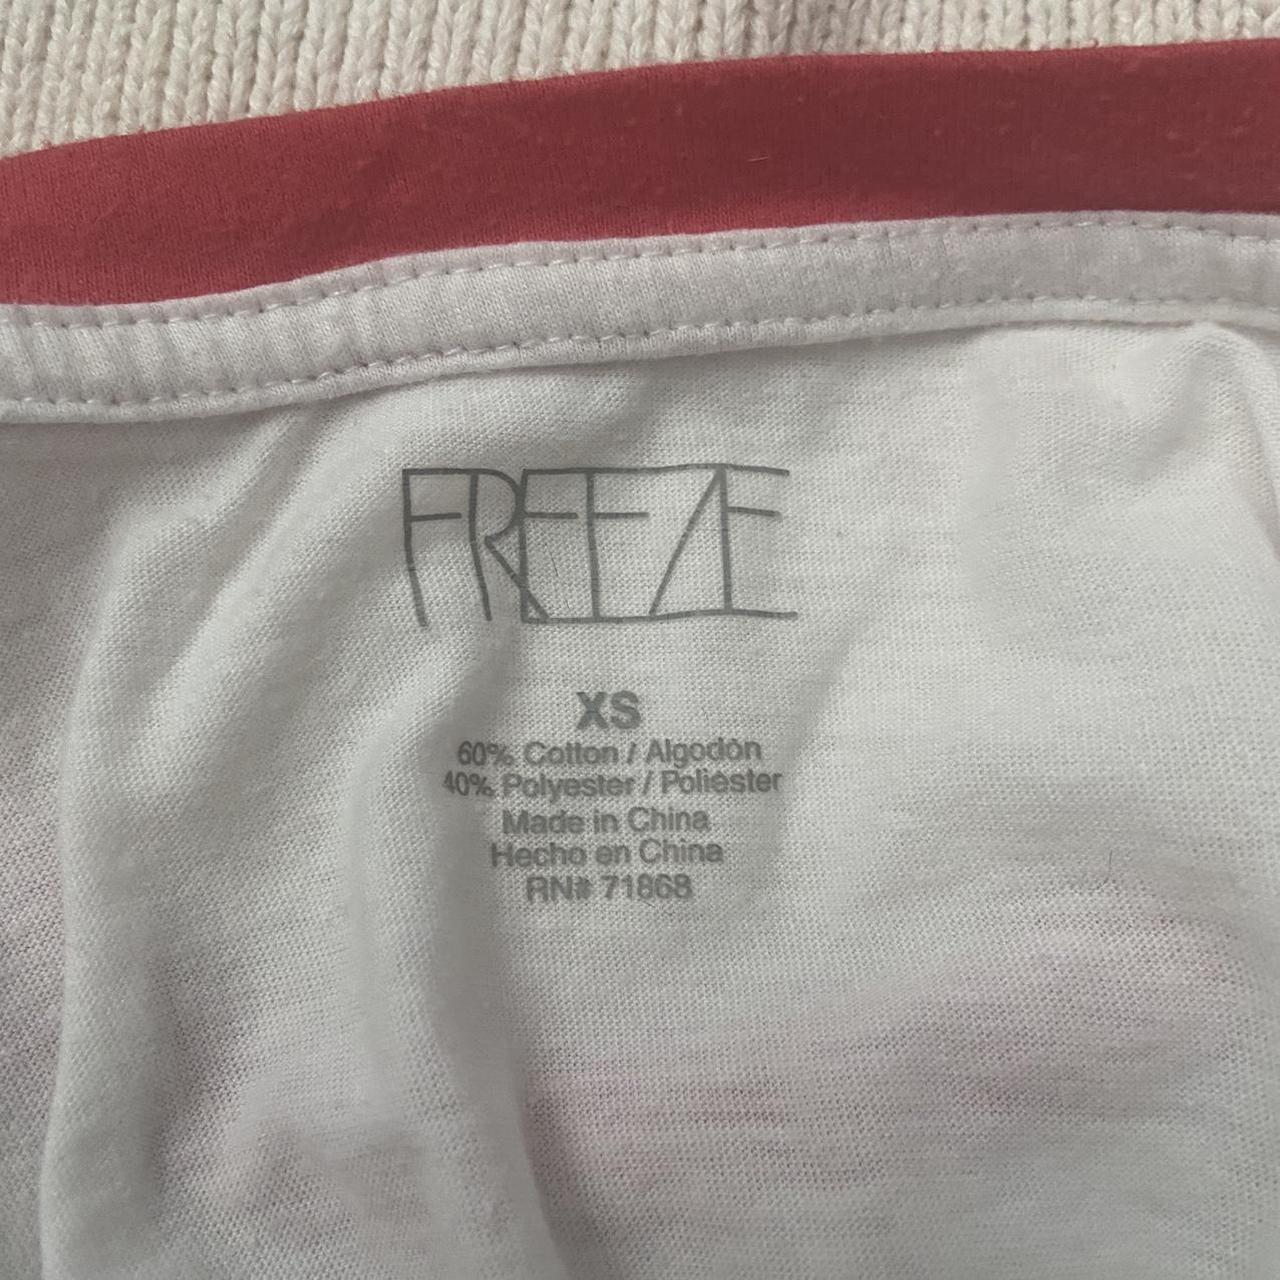 FREEZE
XS
60% Cotton / Algodón
40% Polyester / Poliéster
Made in China
Hecho en China
RN# 71868